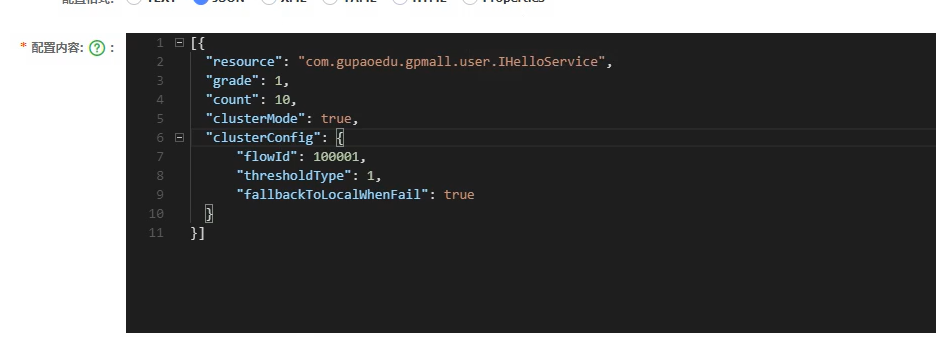 配置格式: TEXT JSON XML YAML HTML Properties
* 配置内容: ? :
1 [{
2 "resource": "com.gupaoedu.gpmall.user.IHelloService",
3 "grade": 1,
4 "count": 10,
5 "clusterMode": true,
6 "clusterConfig": {
7 "flowId": 100001,
8 "thresholdType": 1,
9 "fallbackToLocalWhenFail": true
10 }
11 }]